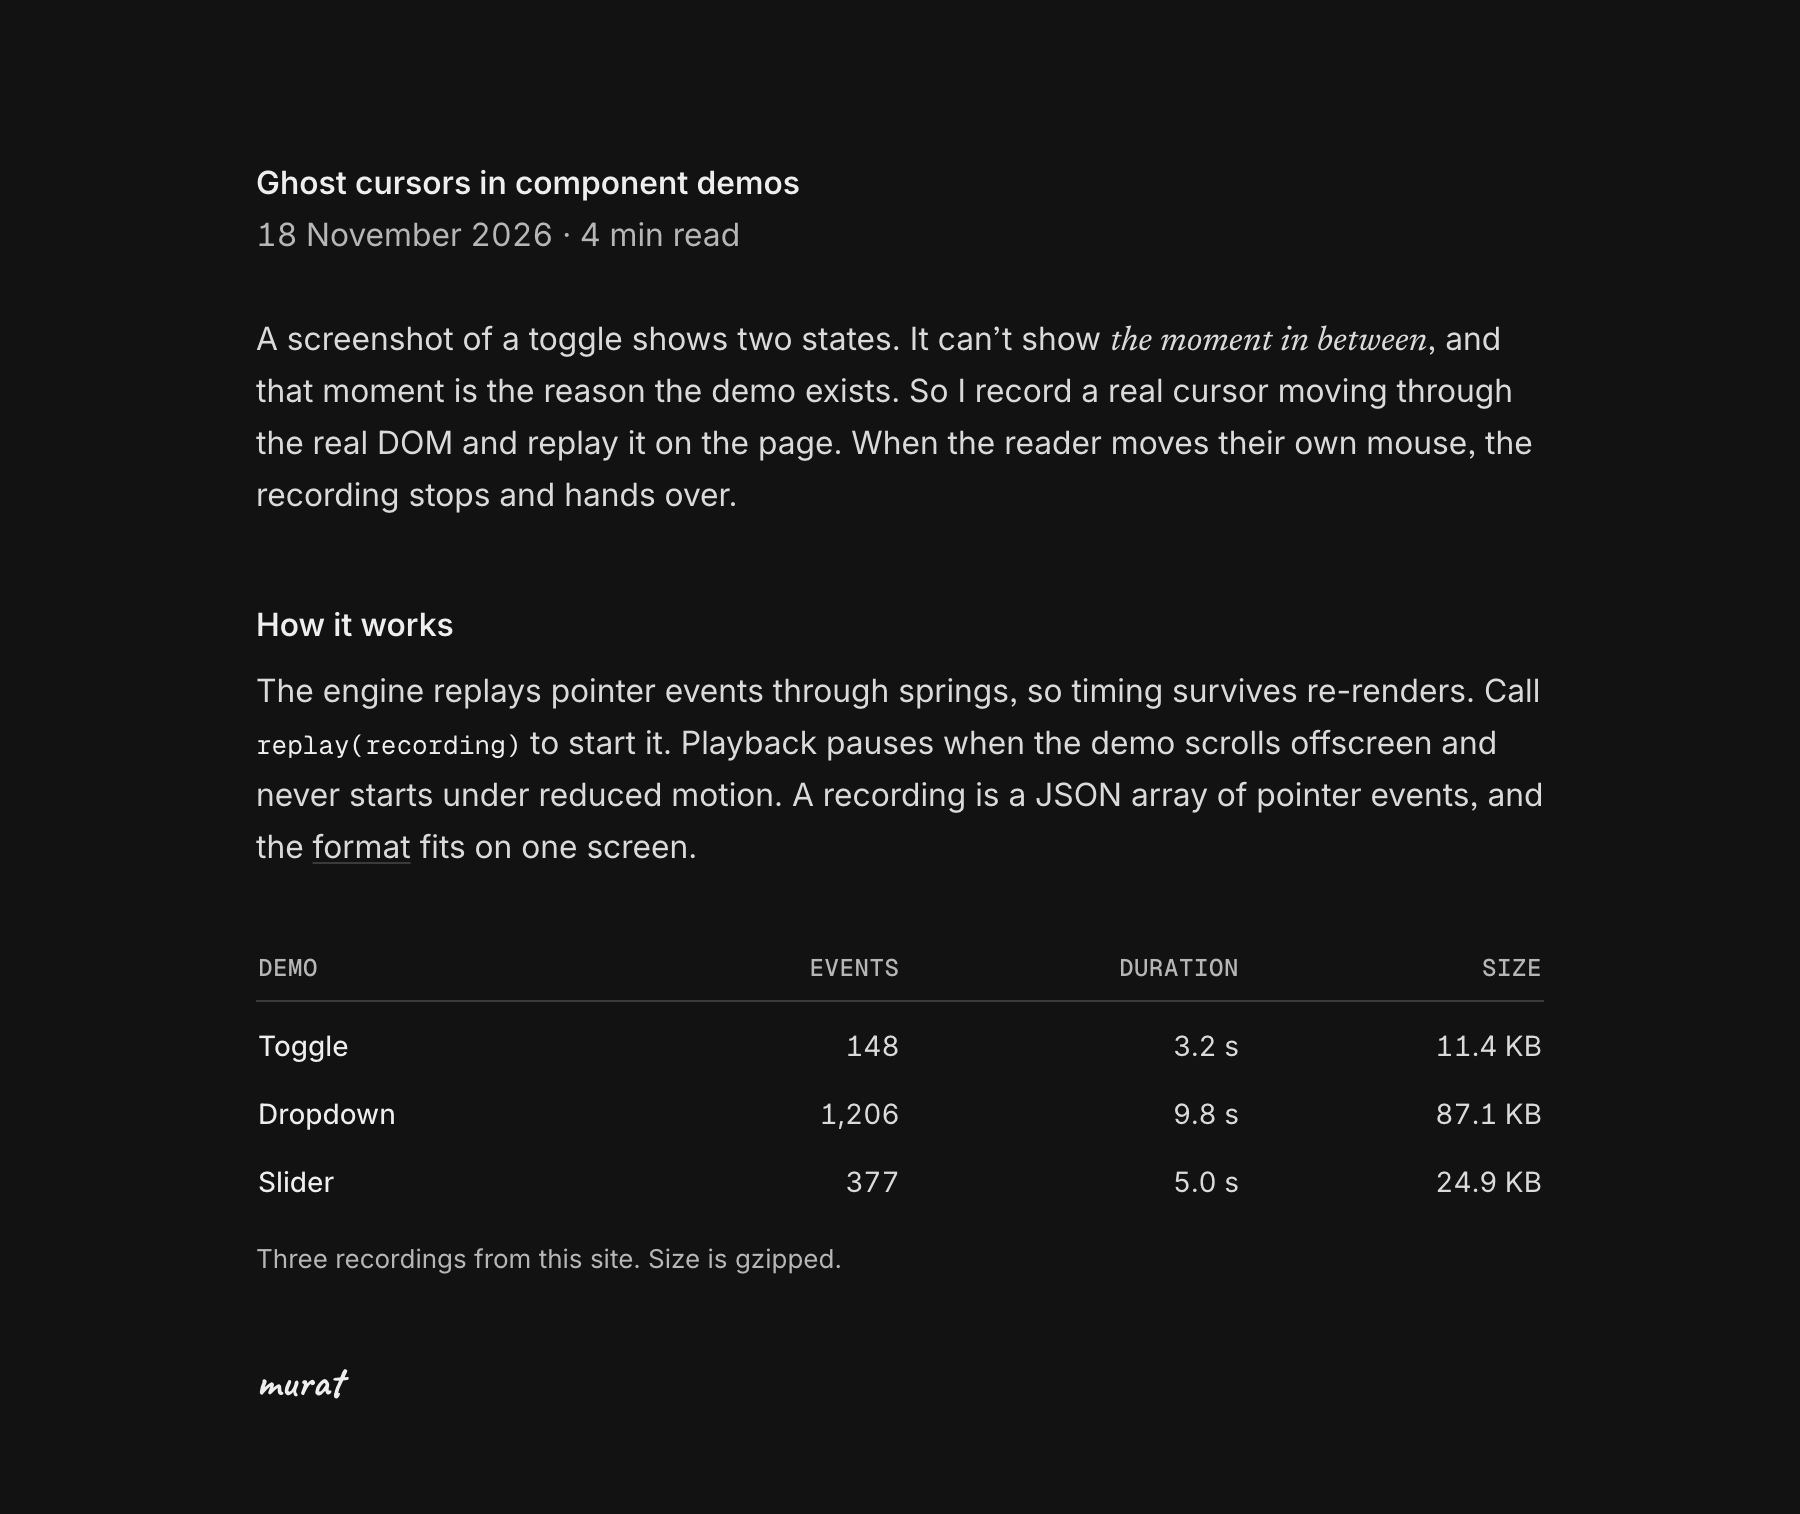 Ghost cursors in component demos
18 November 2026 · 4 min read
A screenshot of a toggle shows two states. It can’t show the moment in between, and
that moment is the reason the demo exists. So I record a real cursor moving through
the real DOM and replay it on the page. When the reader moves their own mouse, the
recording stops and hands over.
How it works
The engine replays pointer events through springs, so timing survives re-renders. Call
replay(recording) to start it. Playback pauses when the demo scrolls offscreen and
never starts under reduced motion. A recording is a JSON array of pointer events, and
the format fits on one screen.
DEMO EVENTS DURATION SIZE
Toggle 148 3.2 s 11.4 KB
Dropdown 1,206 9.8 s 87.1 KB
Slider 377 5.0 s 24.9 KB
Three recordings from this site. Size is gzipped.
murat